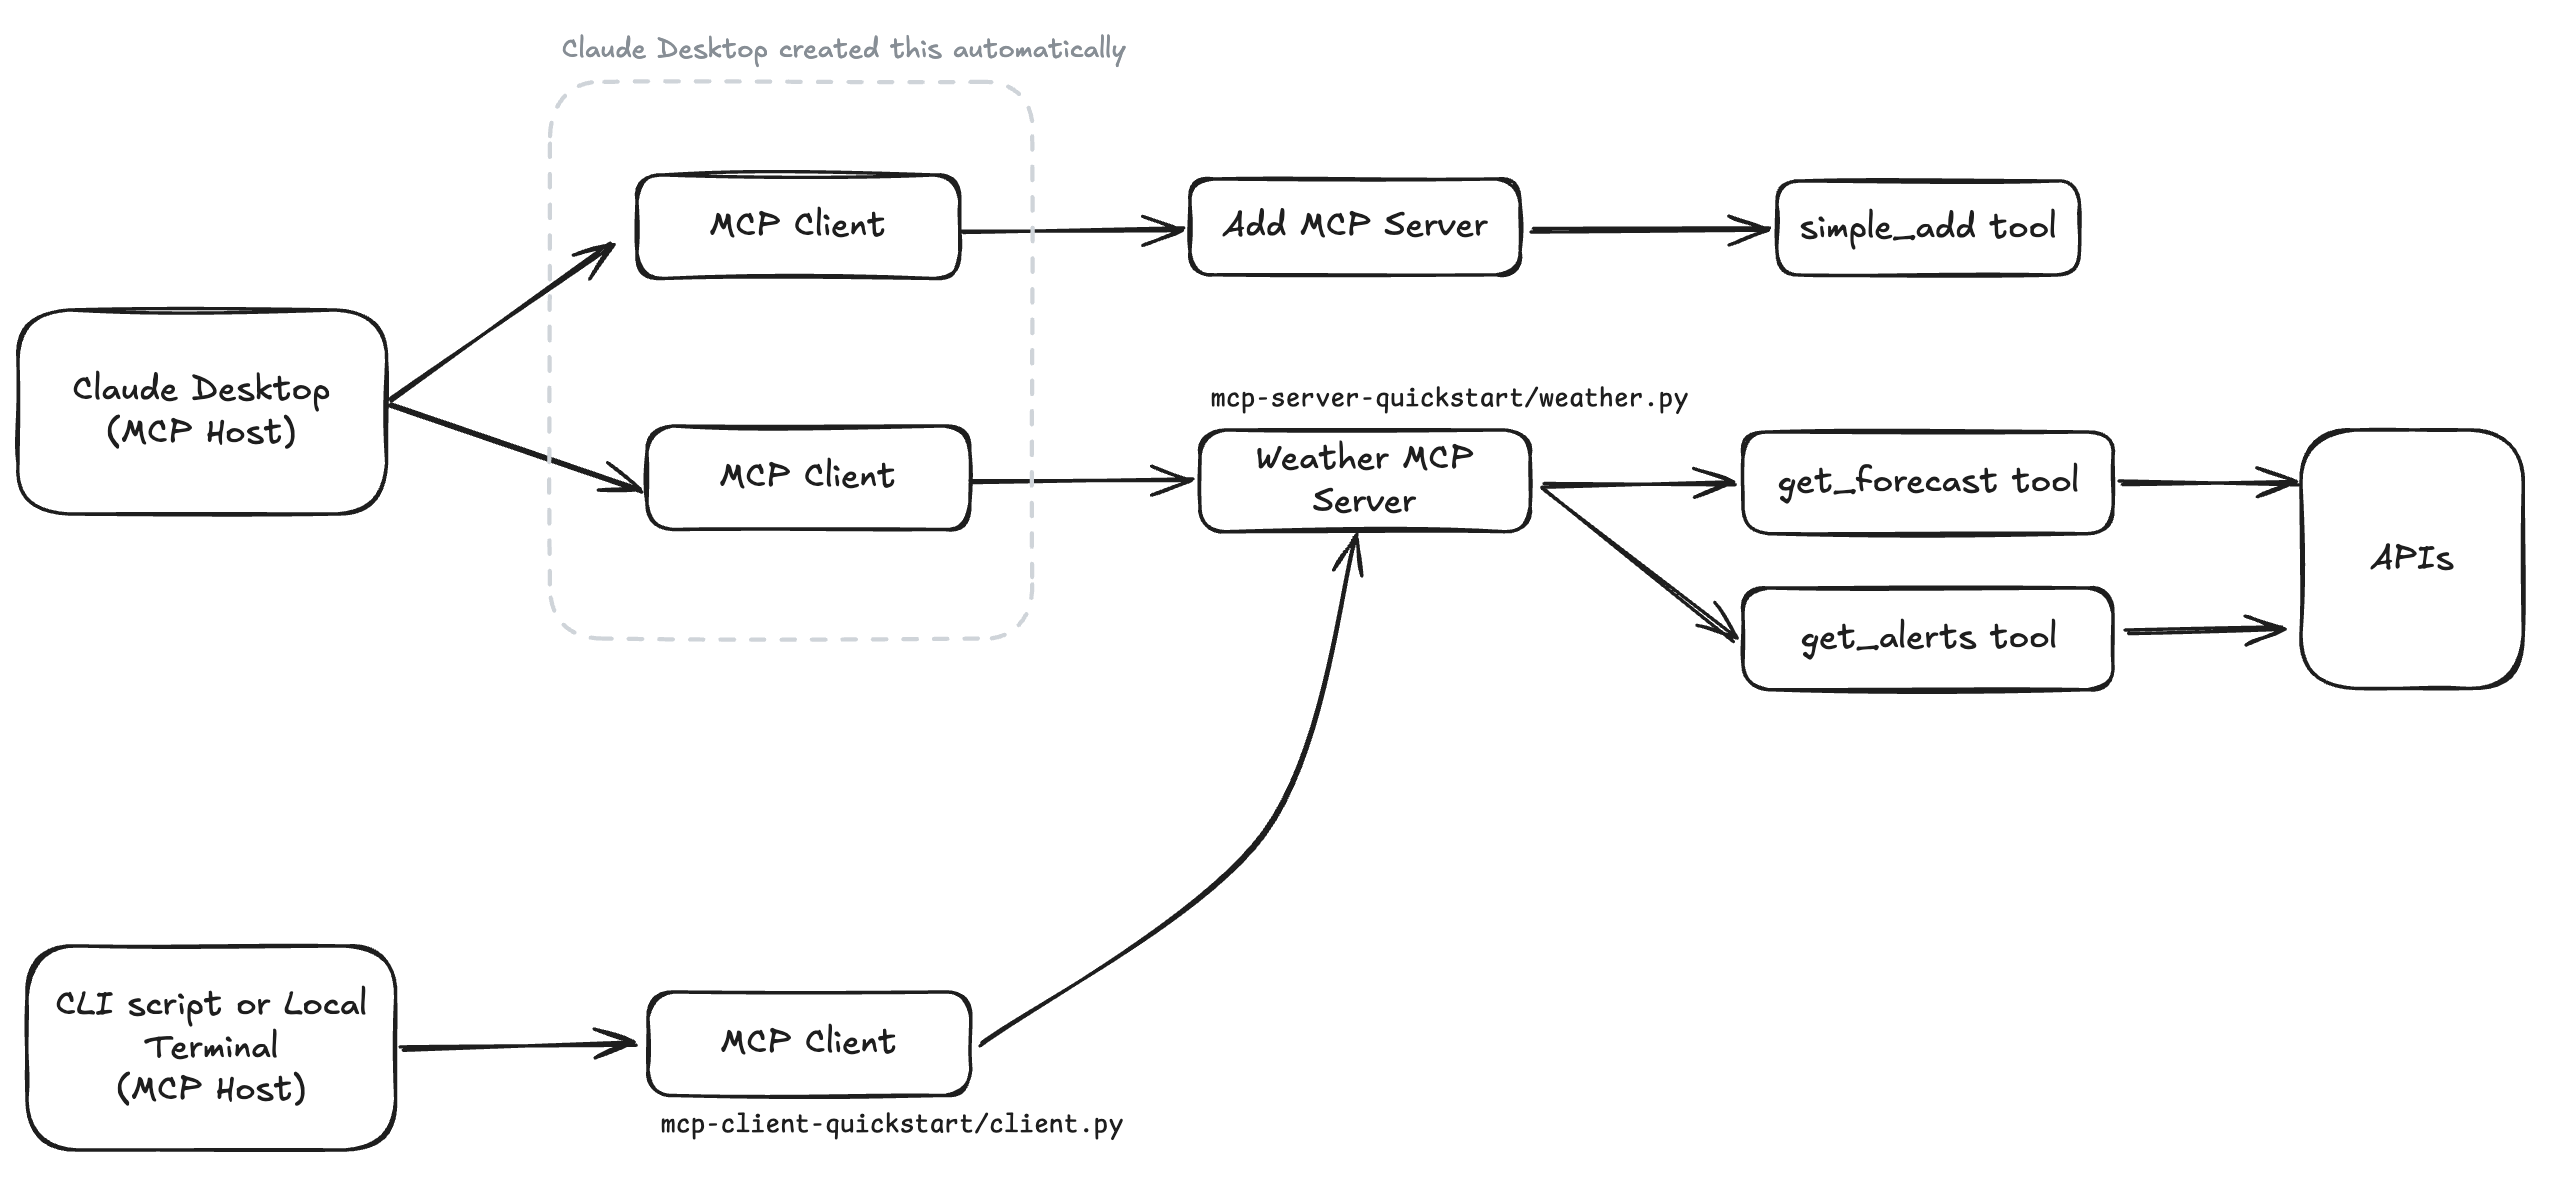 Claude Desktop created this automatically
MCP Client
Add MCP Server
simple_add tool
Claude Desktop
(MCP Host)
mcp-server-quickstart/weather.py
MCP Client
Weather MCP
Server
get_forecast tool
APIs
get_alerts tool
CLI script or Local
Terminal
(MCP Host)
MCP Client
mcp-client-quickstart/client.py